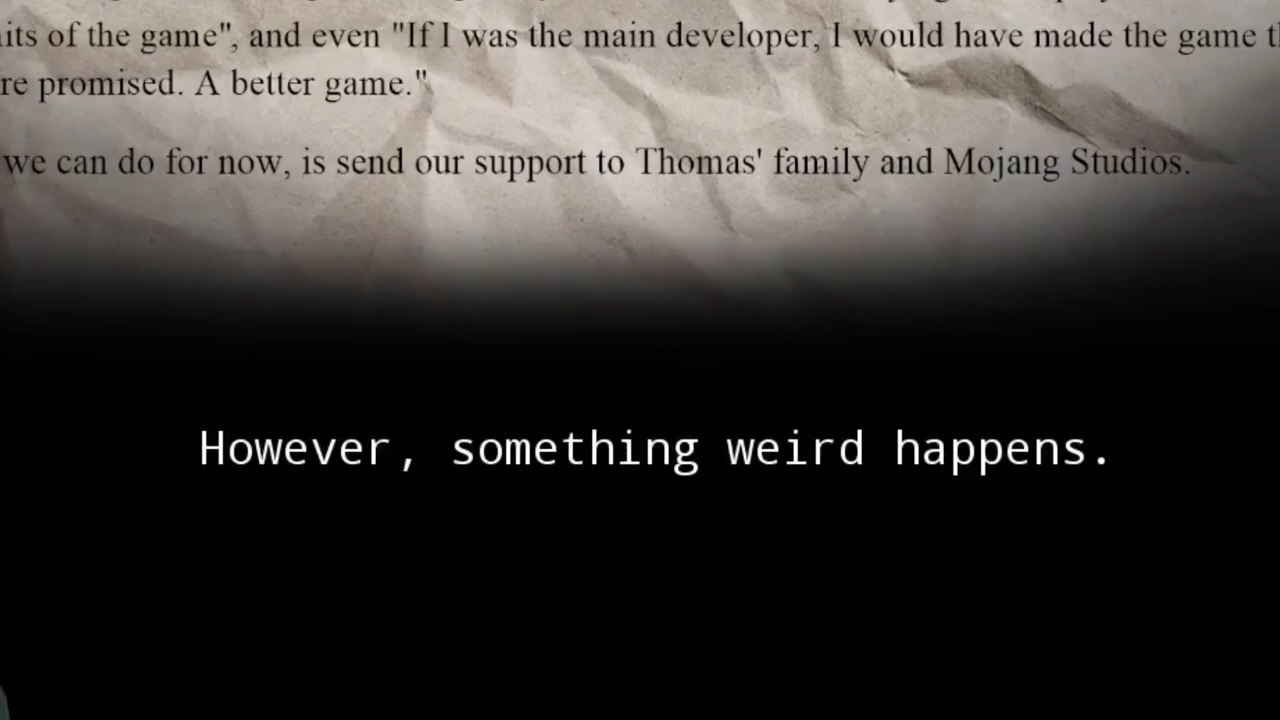 its of the game", and even "If I was the main developer, I would have made the game
re promised. A better game."
we can do for now, is send our support to Thomas' family and Mojang Studios.
However, something weird happens.